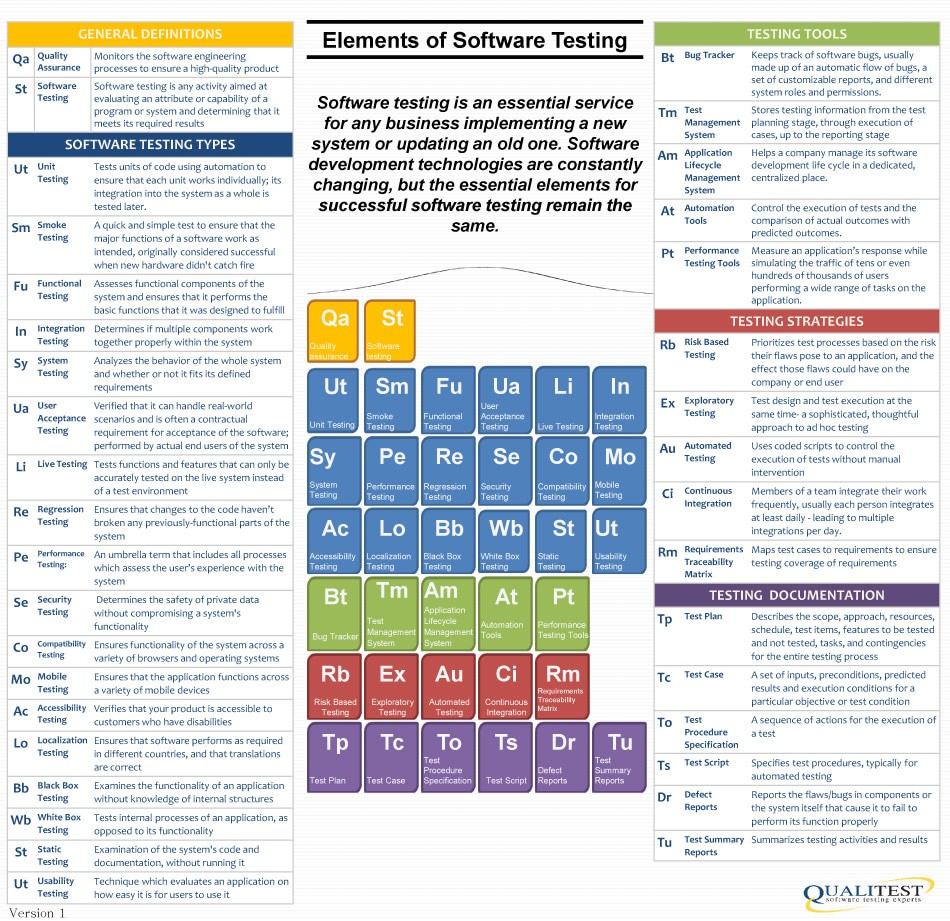 GENERAL DEFINITIONS
Qa
Quality
Assurance
Monitors the software engineering
processes to ensure a high-quality product
St
Software
Testing
Software testing is any activity aimed at
evaluating an attribute or capability of a
program or system and determining that it
meets its required results
SOFTWARE TESTING TYPES
Ut
Unit
Testing
Tests units of code using automation to
ensure that each unit works individually; its
integration into the system as a whole is
tested later.
Sm
Smoke
Testing
A quick and simple test to ensure that the
major functions of a software work as
intended, originally considered successful
when new hardware didn't catch fire
Fu
Functional
Testing
Assesses functional components of the
system and ensures that it performs the
basic functions that it was designed to fulfill
In
Integration
Testing
Determines if multiple components work
together properly within the system
Sy
System
Testing
Analyzes the behavior of the whole system
and whether or not it fits its defined
requirements
Ua
User
Acceptance
Testing
Verified that it can handle real-world
scenarios and is often a contractual
requirement for acceptance of the software;
performed by actual end users of the system
Li
Live Testing
Tests functions and features that can only be
accurately tested on the live system instead
of a test environment
Re
Regression
Testing
Ensures that changes to the code haven't
broken any previously-functional parts of the
system
Pe
Performance
Testing:
An umbrella term that includes all processes
which assess the user's experience with the
system
Se
Security
Testing
Determines the safety of private data
without compromising a system's
functionality
Co
Compatibility
Testing
Ensures functionality of the system across a
variety of browsers and operating systems
Mo
Mobile
Testing
Ensures that the application functions across
a variety of mobile devices
Ac
Accessibility
Testing
Verifies that your product is accessible to
customers who have disabilities
Lo
Localization
Testing
Ensures that software performs as required
in different countries, and that translations
are correct
Bb
Black Box
Testing
Examines the functionality of an application
without knowledge of internal structures
Wb
White Box
Testing
Tests internal processes of an application, as
opposed to its functionality
St
Static
Testing
Examination of the system's code and
documentation, without running it
Ut
Usability
Testing
Technique which evaluates an application on
how easy it is for users to use it
Version 1
Elements of Software Testing
Software testing is an essential service
for any business implementing a new
system or updating an old one. Software
development technologies are constantly
changing, but the essential elements for
successful software testing remain the
same.
Qa
Quality
assurance
St
Software
testing
Ut
Unit Testing
Sm
Smoke
Testing
Fu
Functional
Testing
Ua
User
Acceptance
Testing
Li
Live Testing
In
Integration
Testing
Sy
System
Testing
Pe
Performance
Testing
Re
Regression
Testing
Se
Security
Testing
Co
Compatibility
Testing
Mo
Mobile
Testing
Ac
Accessibility
Testing
Lo
Localization
Testing
Bb
Black Box
Testing
Wb
White Box
Testing
St
Static
Testing
Ut
Usability
Testing
Bt
Bug Tracker
Tm
Test
Management
System
Am
Application
Lifecycle
Management
System
At
Automation
Tools
Pt
Performance
Testing Tools
Rb
Risk Based
Testing
Ex
Exploratory
Testing
Au
Automated
Testing
Ci
Continuous
Integration
Rm
Requirements
Traceability
Matrix
Tp
Test Plan
Tc
Test Case
To
Test
Procedure
Specification
Ts
Test Script
Dr
Defect
Reports
Tu
Test
Summary
Reports
TESTING TOOLS
Bt
Bug Tracker
Keeps track of software bugs, usually
made up of an automatic flow of bugs, a
set of customizable reports, and different
system roles and permissions.
Tm
Test
Management
System
Stores testing information from the test
planning stage, through execution of
cases, up to the reporting stage
Am
Application
Lifecycle
Management
System
Helps a company manage its software
development life cycle in a dedicated,
centralized place.
At
Automation
Tools
Control the execution of tests and the
comparison of actual outcomes with
predicted outcomes.
Pt
Performance
Testing Tools
Measure an application's response while
simulating the traffic of tens or even
hundreds of thousands of users
performing a wide range of tasks on the
application.
TESTING STRATEGIES
Rb
Risk Based
Testing
Prioritizes test processes based on the risk
their flaws pose to an application, and the
effect those flaws could have on the
company or end user
Ex
Exploratory
Testing
Test design and test execution at the
same time- a sophisticated, thoughtful
approach to ad hoc testing
Au
Automated
Testing
Uses coded scripts to control the
execution of tests without manual
intervention
Ci
Continuous
Integration
Members of a team integrate their work
frequently, usually each person integrates
at least daily - leading to multiple
integrations per day.
Rm
Requirements
Traceability
Matrix
Maps test cases to requirements to ensure
testing coverage of requirements
TESTING DOCUMENTATION
Tp
Test Plan
Describes the scope, approach, resources,
schedule, test items, features to be tested
and not tested, tasks, and contingencies
for the entire testing process
Tc
Test Case
A set of inputs, preconditions, predicted
results and execution conditions for a
particular objective or test condition
To
Test
Procedure
Specification
A sequence of actions for the execution of
a test
Ts
Test Script
Specifies test procedures, typically for
automated testing
Dr
Defect
Reports
Reports the flaws/bugs in components or
the system itself that cause it to fail to
perform its function properly
Tu
Test Summary
Reports
Summarizes testing activities and results
QUALITEST
software testing experts